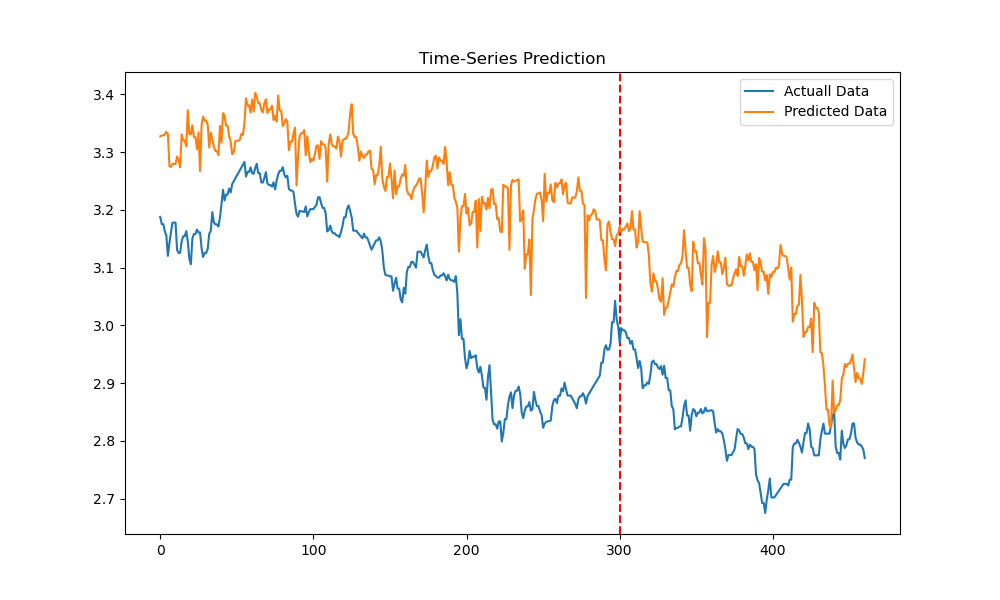 Time-Series Prediction
Actuall Data
Predicted Data
3.4
3.3
3.2
3.1
3.0
2.9
2.8
2.7
0 100 200 300 400